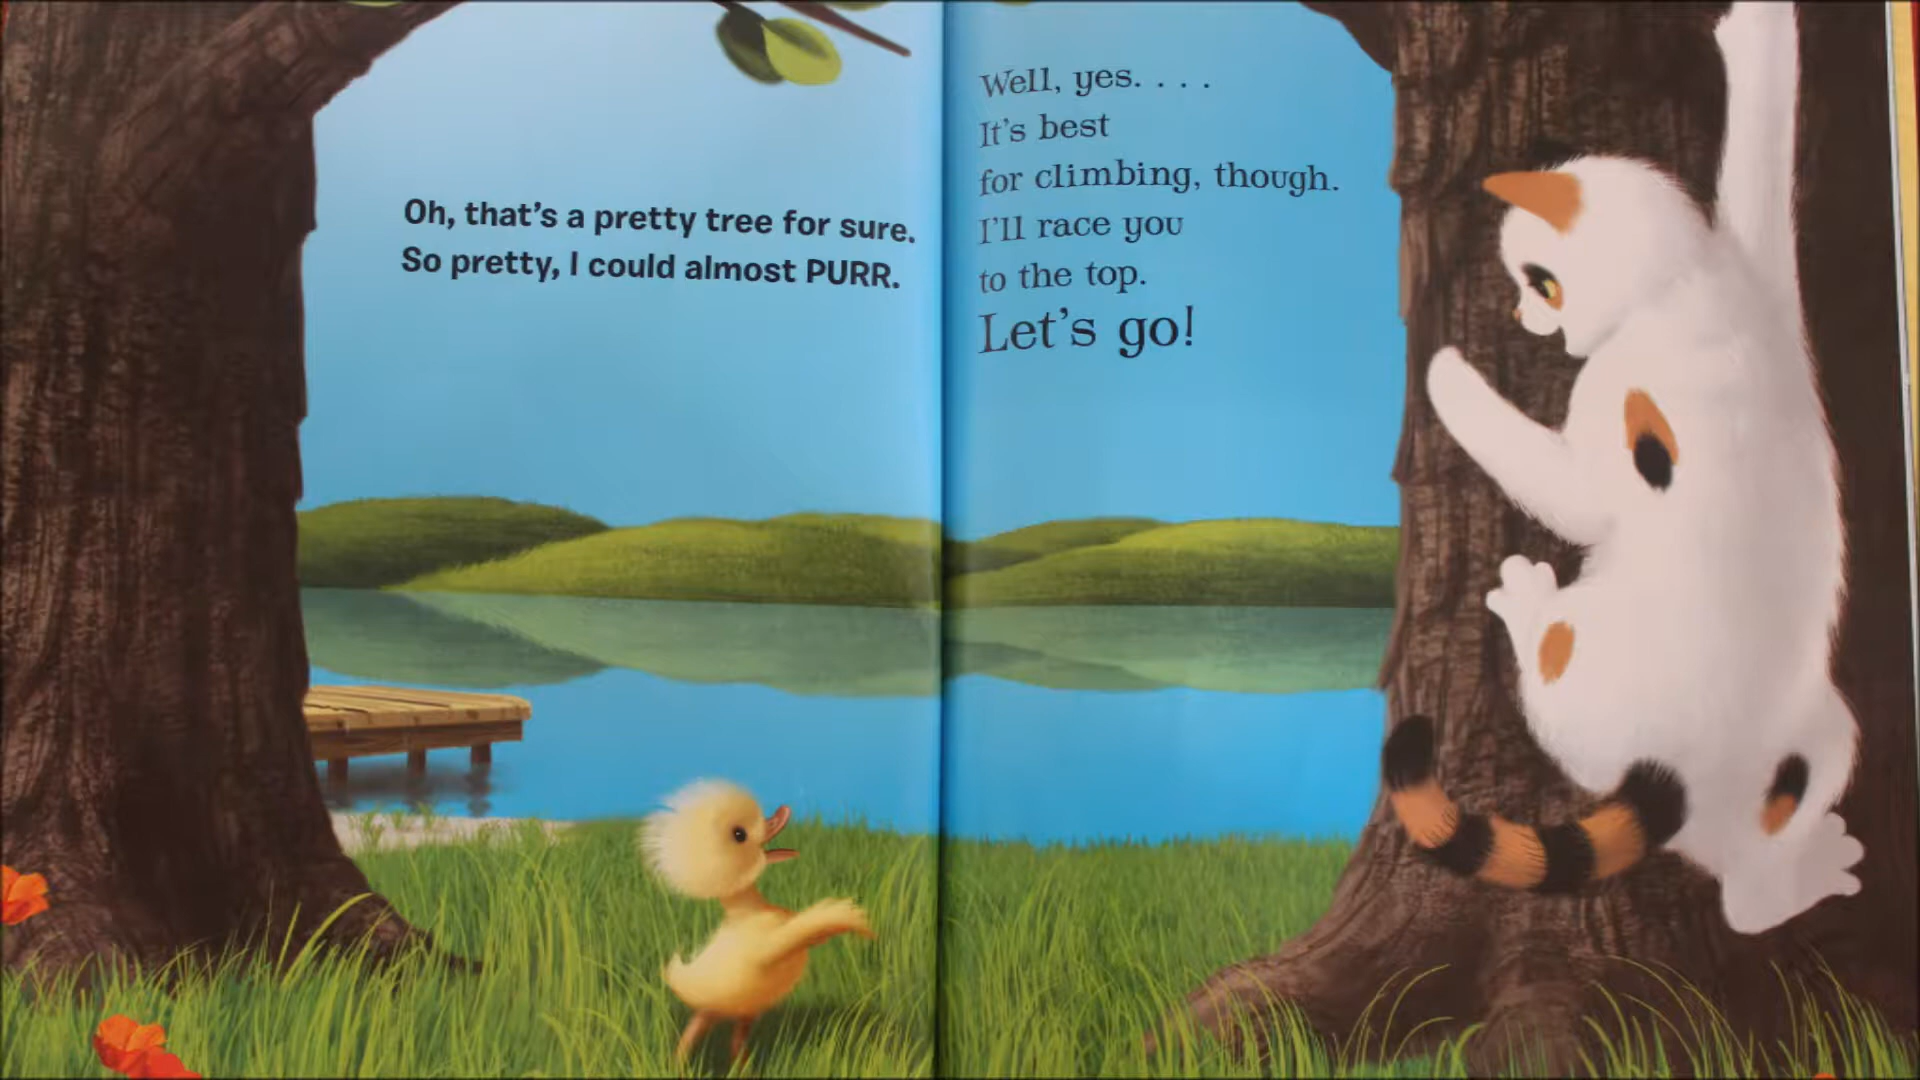 Oh, that's a pretty tree for sure.
So pretty, I could almost PURR.
Well, yes. . . .
It's best
for climbing, though.
I'll race you
to the top.
Let's go!